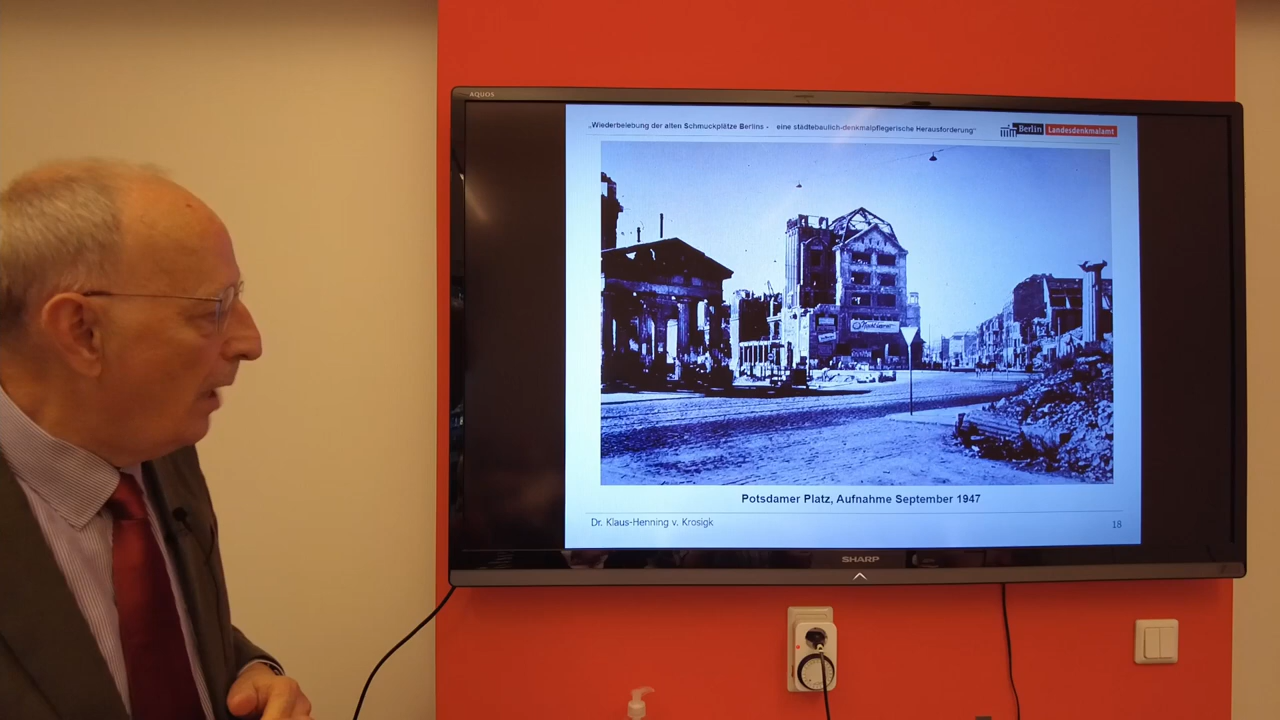 AQUOS
„Wiederbelebung der alten Schmuckplätze Berlins - eine städtebaulich-denkmalpflegerische Herausforderung“
Berlin Landesdenkmalamt
Potsdamer Platz, Aufnahme September 1947
Dr. Klaus-Henning v. Krosigk
18
SHARP